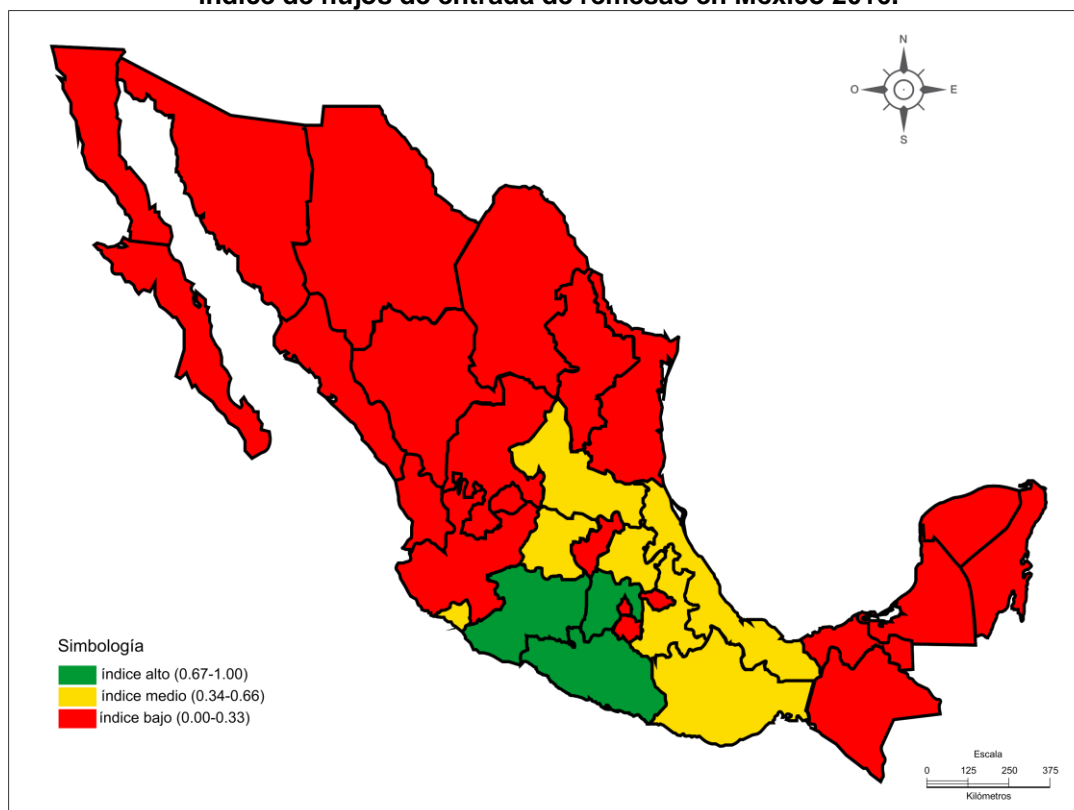 Índice de flujos de entrada de remesas en México 2010.
N
O
E
S
Simbología
índice alto (0.67-1.00)
índice medio (0.34-0.66)
índice bajo (0.00-0.33)
Escala
0 125 250 375
Kilómetros